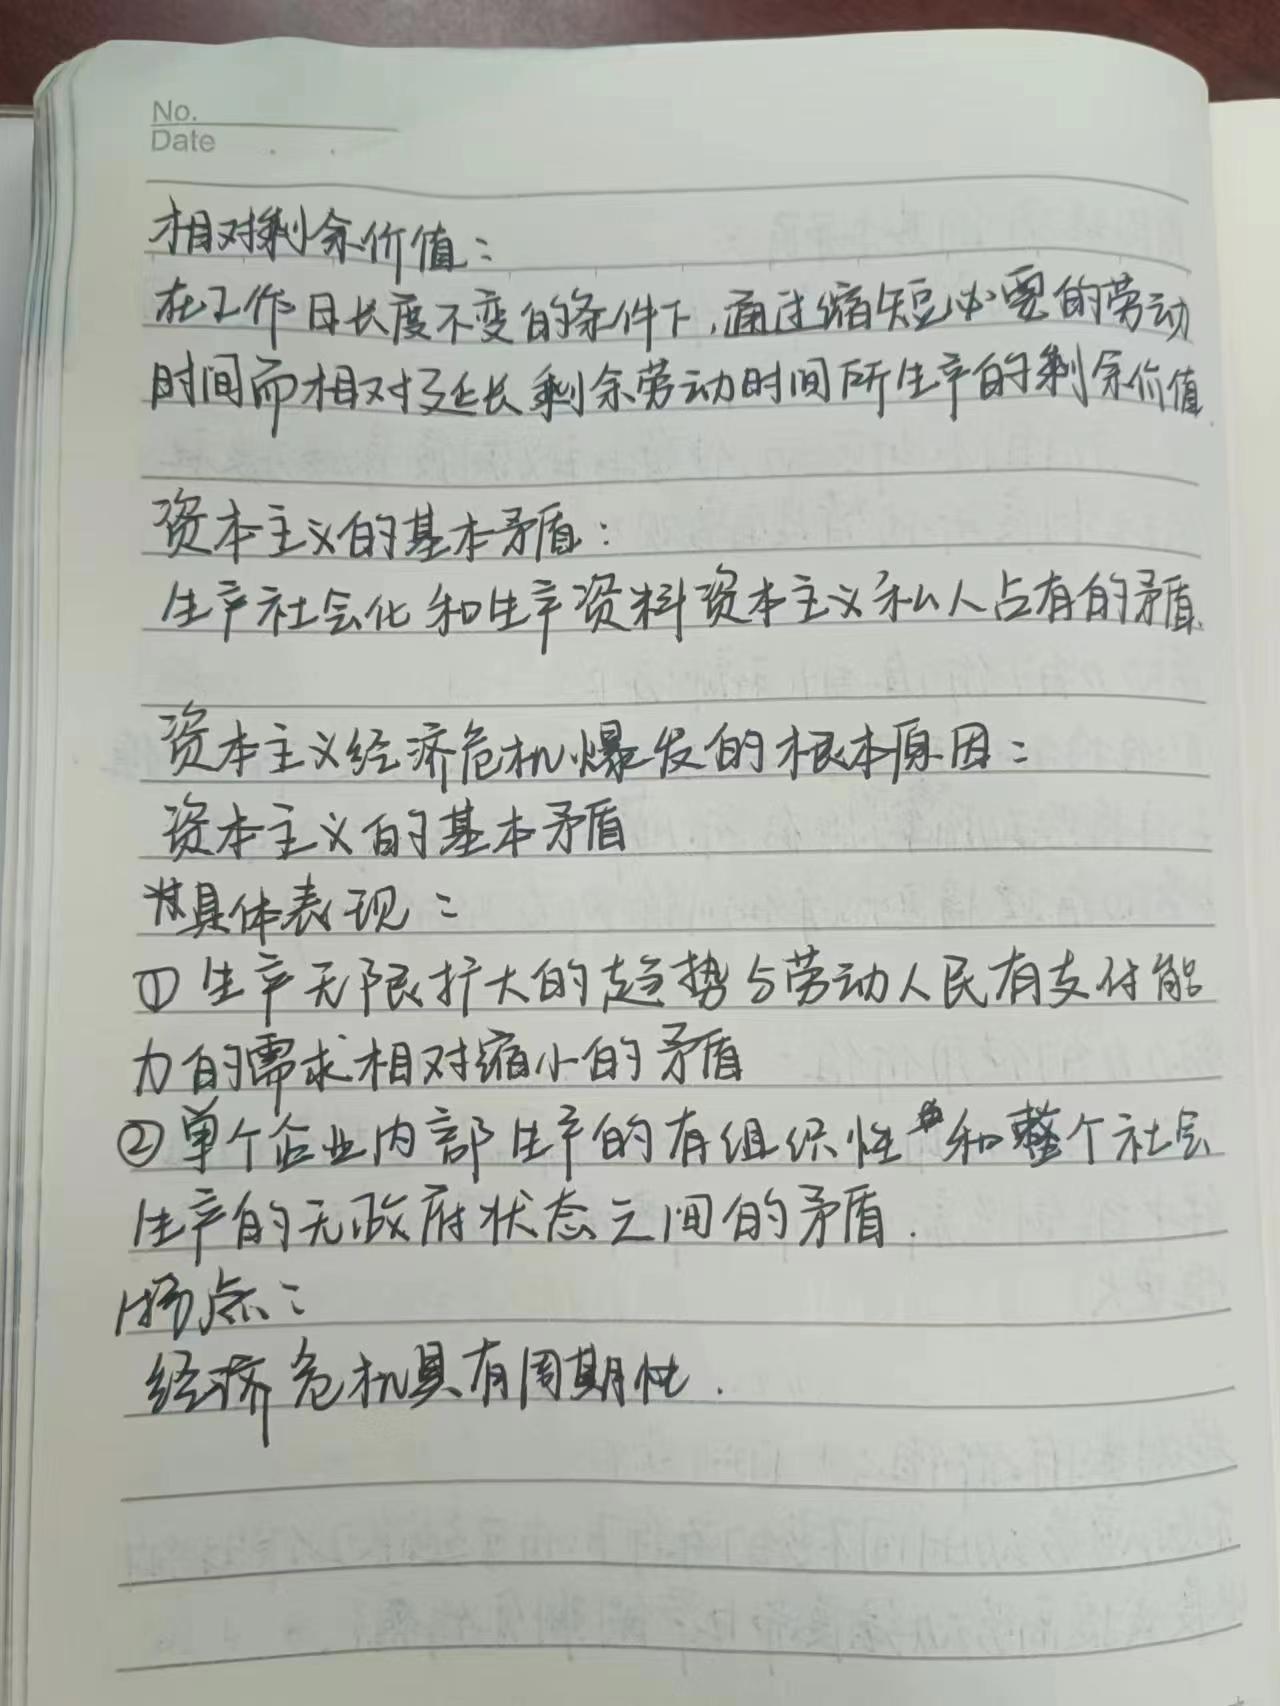 No.
Date
相对剩余价值：
在工作日长度不变的条件下，通过缩短必要的劳动
时间而相对延长剩余劳动时间所生产的剩余价值.
资本主义的基本矛盾：
生产社会化和生产资料资本主义私人占有的矛盾.
资本主义经济危机爆发的根本原因：
资本主义的基本矛盾
具体表现：
① 生产无限扩大的趋势与劳动人民有支付能
力的需求相对缩小的矛盾
② 单个企业内部生产的有组织性和整个社会
生产的无政府状态之间的矛盾.
特点：
经济危机具有周期性.